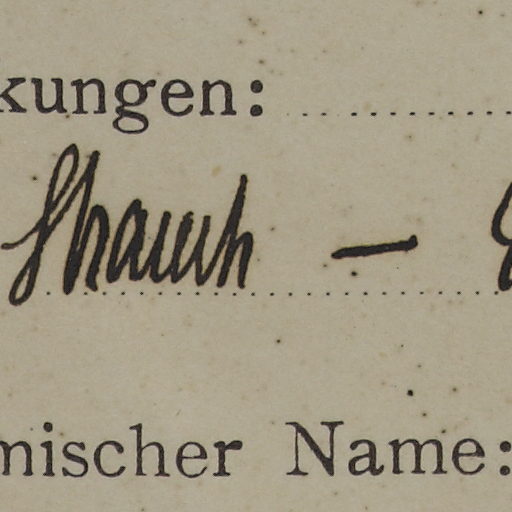 kungen:
Strauch —
mischer Name: